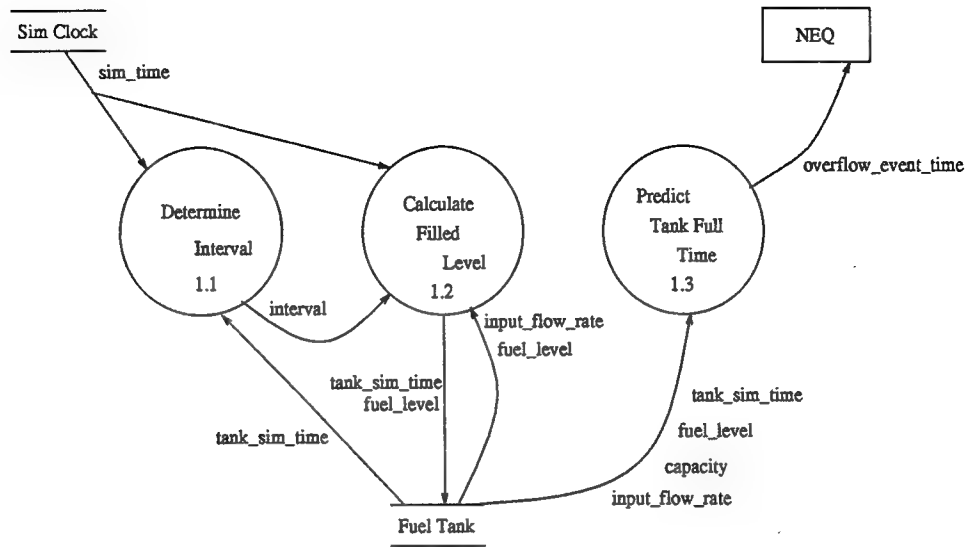 Sim Clock
NEQ
sim_time
overflow_event_time
Determine
Interval
1.1
Calculate
Filled
Level
1.2
Predict
Tank Full
Time
1.3
interval
input_flow_rate
fuel_level
tank_sim_time
fuel_level
tank_sim_time
tank_sim_time
fuel_level
capacity
input_flow_rate
Fuel Tank